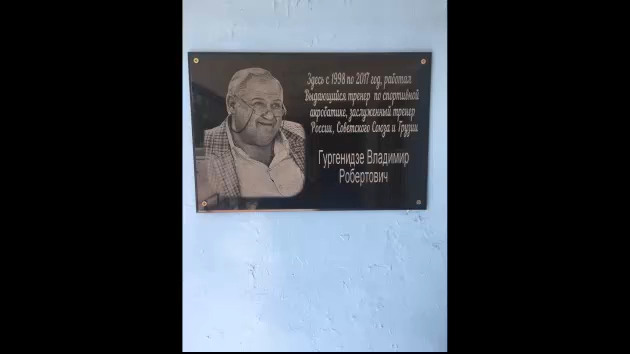 Здесь с 1998 по 2017 год, работал
Выдающийся тренер по спортивной
акробатике, заслуженный тренер
России, Советского Союза и Грузии
Гургенидзе Владимир
Робертович